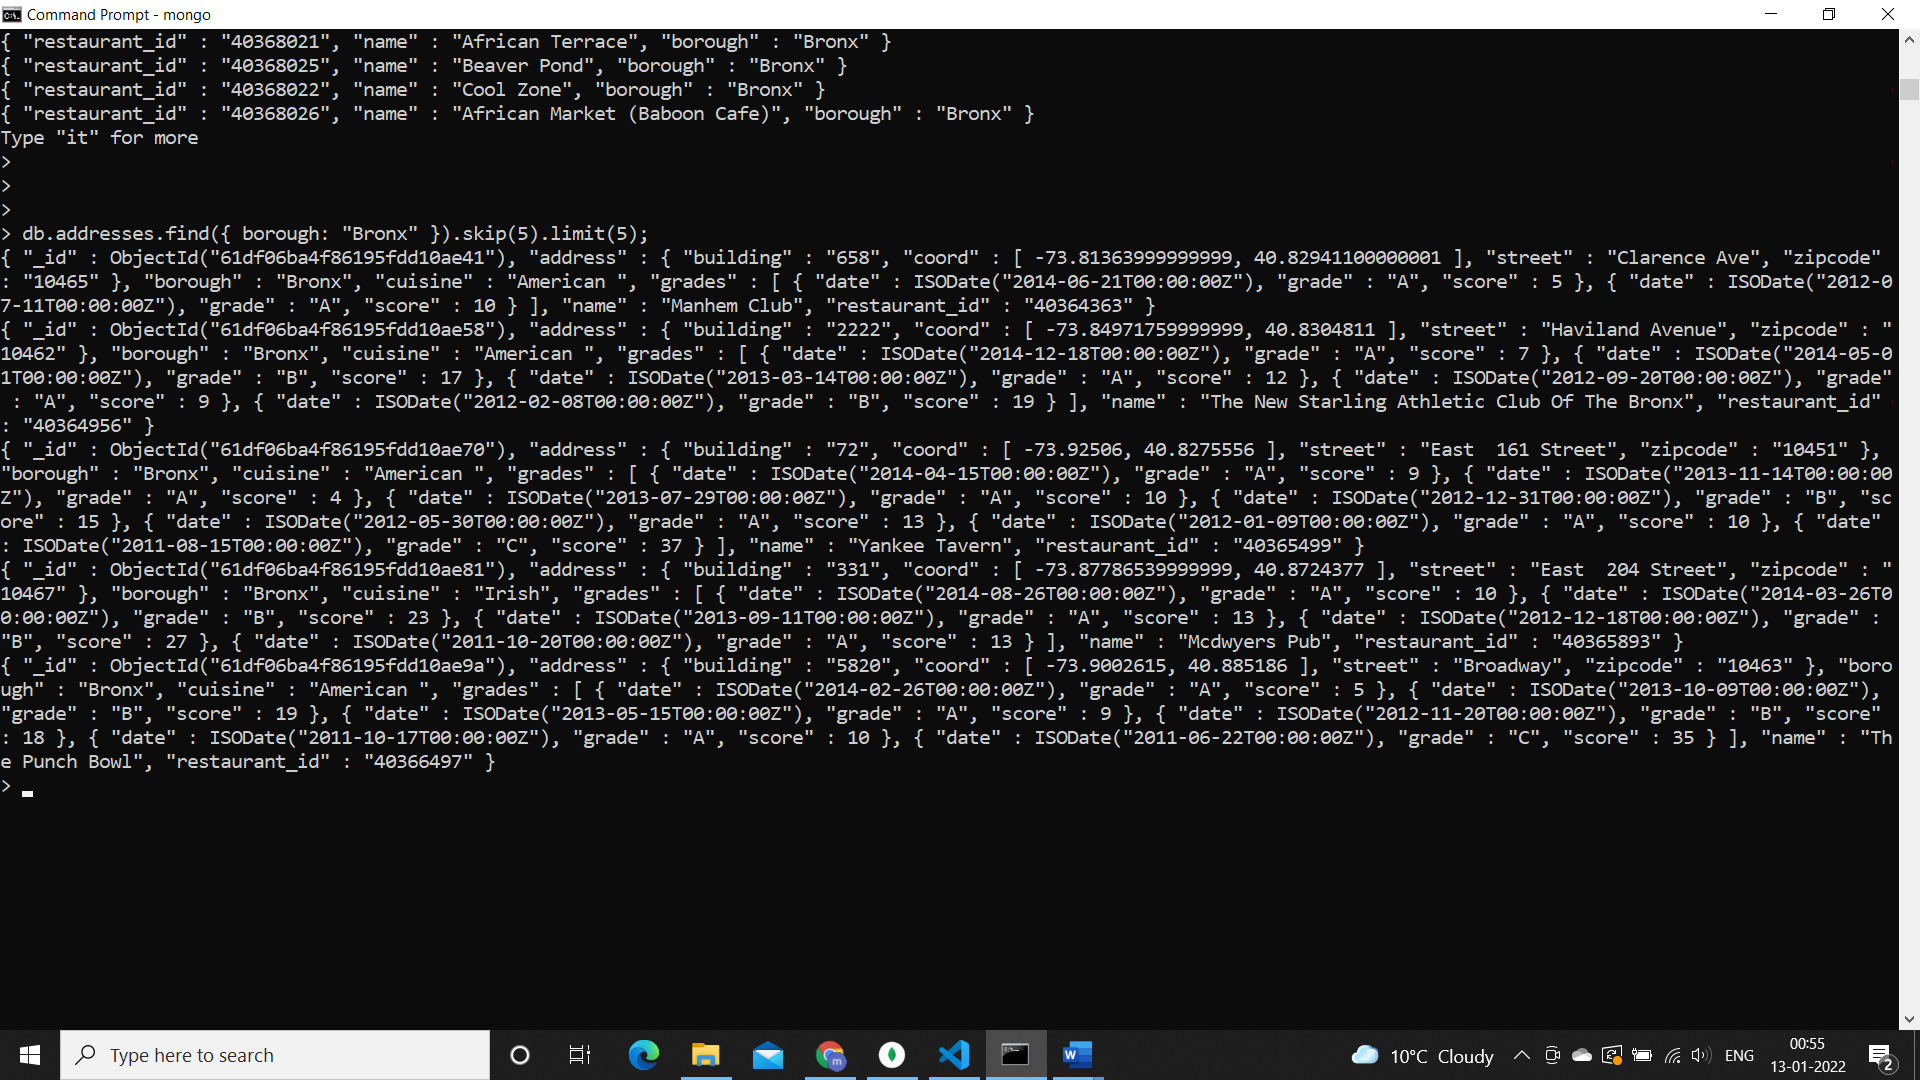 Command Prompt - mongo
{ "restaurant_id" : "40368021", "name" : "African Terrace", "borough" : "Bronx" }
{ "restaurant_id" : "40368025", "name" : "Beaver Pond", "borough" : "Bronx" }
{ "restaurant_id" : "40368022", "name" : "Cool Zone", "borough" : "Bronx" }
{ "restaurant_id" : "40368026", "name" : "African Market (Baboon Cafe)", "borough" : "Bronx" }
Type "it" for more
>
>
>
> db.addresses.find({ borough: "Bronx" }).skip(5).limit(5);
{ "_id" : ObjectId("61df06ba4f86195fdd10ae41"), "address" : { "building" : "658", "coord" : [ -73.81363999999999, 40.82941100000001 ], "street" : "Clarence Ave", "zipcode"
: "10465" }, "borough" : "Bronx", "cuisine" : "American ", "grades" : [ { "date" : ISODate("2014-06-21T00:00:00Z"), "grade" : "A", "score" : 5 }, { "date" : ISODate("2012-0
7-11T00:00:00Z"), "grade" : "A", "score" : 10 } ], "name" : "Manhem Club", "restaurant_id" : "40364363" }
{ "_id" : ObjectId("61df06ba4f86195fdd10ae58"), "address" : { "building" : "2222", "coord" : [ -73.84971759999999, 40.8304811 ], "street" : "Haviland Avenue", "zipcode" : "
10462" }, "borough" : "Bronx", "cuisine" : "American ", "grades" : [ { "date" : ISODate("2014-12-18T00:00:00Z"), "grade" : "A", "score" : 7 }, { "date" : ISODate("2014-05-0
1T00:00:00Z"), "grade" : "B", "score" : 17 }, { "date" : ISODate("2013-03-14T00:00:00Z"), "grade" : "A", "score" : 12 }, { "date" : ISODate("2012-09-20T00:00:00Z"), "grade"
: "A", "score" : 9 }, { "date" : ISODate("2012-02-08T00:00:00Z"), "grade" : "B", "score" : 19 } ], "name" : "The New Starling Athletic Club Of The Bronx", "restaurant_id"
: "40364956" }
{ "_id" : ObjectId("61df06ba4f86195fdd10ae70"), "address" : { "building" : "72", "coord" : [ -73.92506, 40.8275556 ], "street" : "East  161 Street", "zipcode" : "10451" },
"borough" : "Bronx", "cuisine" : "American ", "grades" : [ { "date" : ISODate("2014-04-15T00:00:00Z"), "grade" : "A", "score" : 9 }, { "date" : ISODate("2013-11-14T00:00:00
Z"), "grade" : "A", "score" : 4 }, { "date" : ISODate("2013-07-29T00:00:00Z"), "grade" : "A", "score" : 10 }, { "date" : ISODate("2012-12-31T00:00:00Z"), "grade" : "B", "sc
ore" : 15 }, { "date" : ISODate("2012-05-30T00:00:00Z"), "grade" : "A", "score" : 13 }, { "date" : ISODate("2012-01-09T00:00:00Z"), "grade" : "A", "score" : 10 }, { "date"
: ISODate("2011-08-15T00:00:00Z"), "grade" : "C", "score" : 37 } ], "name" : "Yankee Tavern", "restaurant_id" : "40365499" }
{ "_id" : ObjectId("61df06ba4f86195fdd10ae81"), "address" : { "building" : "331", "coord" : [ -73.87786539999999, 40.8724377 ], "street" : "East  204 Street", "zipcode" : "
10467" }, "borough" : "Bronx", "cuisine" : "Irish", "grades" : [ { "date" : ISODate("2014-08-26T00:00:00Z"), "grade" : "A", "score" : 10 }, { "date" : ISODate("2014-03-26T0
0:00:00Z"), "grade" : "B", "score" : 23 }, { "date" : ISODate("2013-09-11T00:00:00Z"), "grade" : "A", "score" : 13 }, { "date" : ISODate("2012-12-18T00:00:00Z"), "grade" :
"B", "score" : 27 }, { "date" : ISODate("2011-10-20T00:00:00Z"), "grade" : "A", "score" : 13 } ], "name" : "Mcdwyers Pub", "restaurant_id" : "40365893" }
{ "_id" : ObjectId("61df06ba4f86195fdd10ae9a"), "address" : { "building" : "5820", "coord" : [ -73.9002615, 40.885186 ], "street" : "Broadway", "zipcode" : "10463" }, "boro
ugh" : "Bronx", "cuisine" : "American ", "grades" : [ { "date" : ISODate("2014-02-26T00:00:00Z"), "grade" : "A", "score" : 5 }, { "date" : ISODate("2013-10-09T00:00:00Z"),
"grade" : "B", "score" : 19 }, { "date" : ISODate("2013-05-15T00:00:00Z"), "grade" : "A", "score" : 9 }, { "date" : ISODate("2012-11-20T00:00:00Z"), "grade" : "B", "score"
: 18 }, { "date" : ISODate("2011-10-17T00:00:00Z"), "grade" : "A", "score" : 10 }, { "date" : ISODate("2011-06-22T00:00:00Z"), "grade" : "C", "score" : 35 } ], "name" : "Th
e Punch Bowl", "restaurant_id" : "40366497" }
>
Type here to search
10°C Cloudy
ENG
00:55
13-01-2022
2